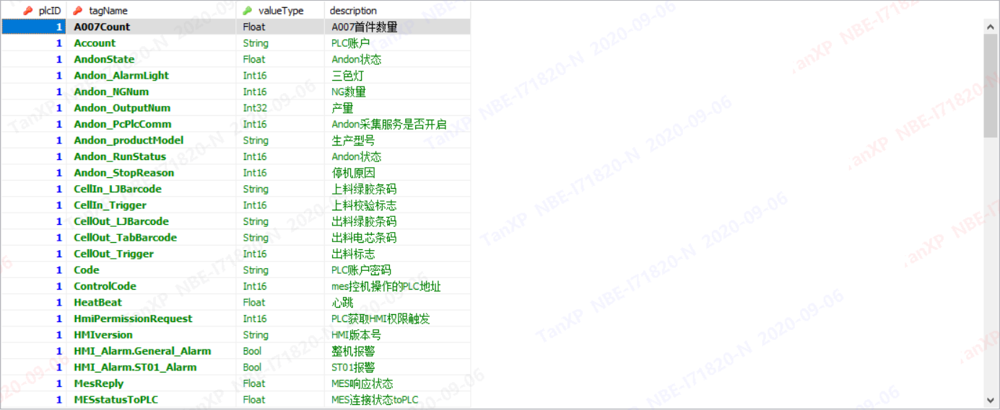 plcID tagName valueType description
1 A007Count Float A007首件数量
1 Account String PLC账户
1 AndonState Float Andon状态
1 Andon_AlarmLight Int16 三色灯
1 Andon_NGNum Int16 NG数量
1 Andon_OutputNum Int32 产量
1 Andon_PcPlcComm Int16 Andon采集服务是否开启
1 Andon_productModel String 生产型号
1 Andon_RunStatus Int16 Andon状态
1 Andon_StopReason Int16 停机原因
1 CellIn_LJBarcode String 上料绿胶条码
1 CellIn_Trigger Int16 上料校验标志
1 CellOut_LJBarcode String 出料绿胶条码
1 CellOut_TabBarcode String 出料电芯条码
1 CellOut_Trigger Int16 出料标志
1 Code String PLC账户密码
1 ControlCode Int16 mes控机操作的PLC地址
1 HeatBeat Float 心跳
1 HmiPermissionRequest Int16 PLC获取HMI权限触发
1 HMIversion String HMI版本号
1 HMI_Alarm.General_Alarm Bool 整机报警
1 HMI_Alarm.ST01_Alarm Bool ST01报警
1 MesReply Float MES响应状态
1 MESstatusToPLC Float MES连接状态toPLC
TanXP NBE-I71820-N 2020-09-06